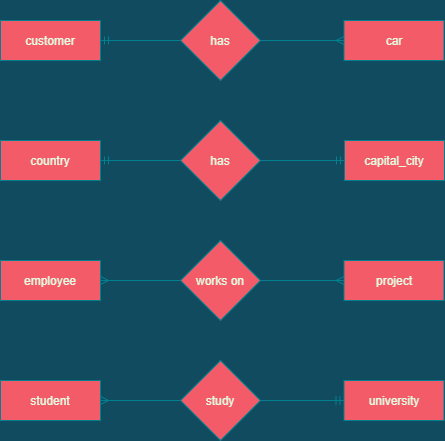 customer has car
country has capital_city
employee works on project
student study university